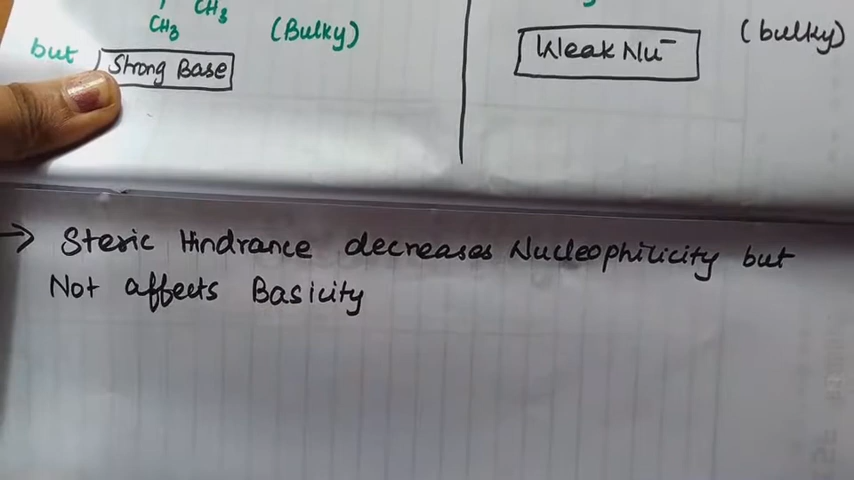 CH3
CH3
(Bulky)
but
Strong Base
Weak Nu⁻
(bulky)
→ Steric Hindrance decreases Nucleophilicity but
Not affects Basicity